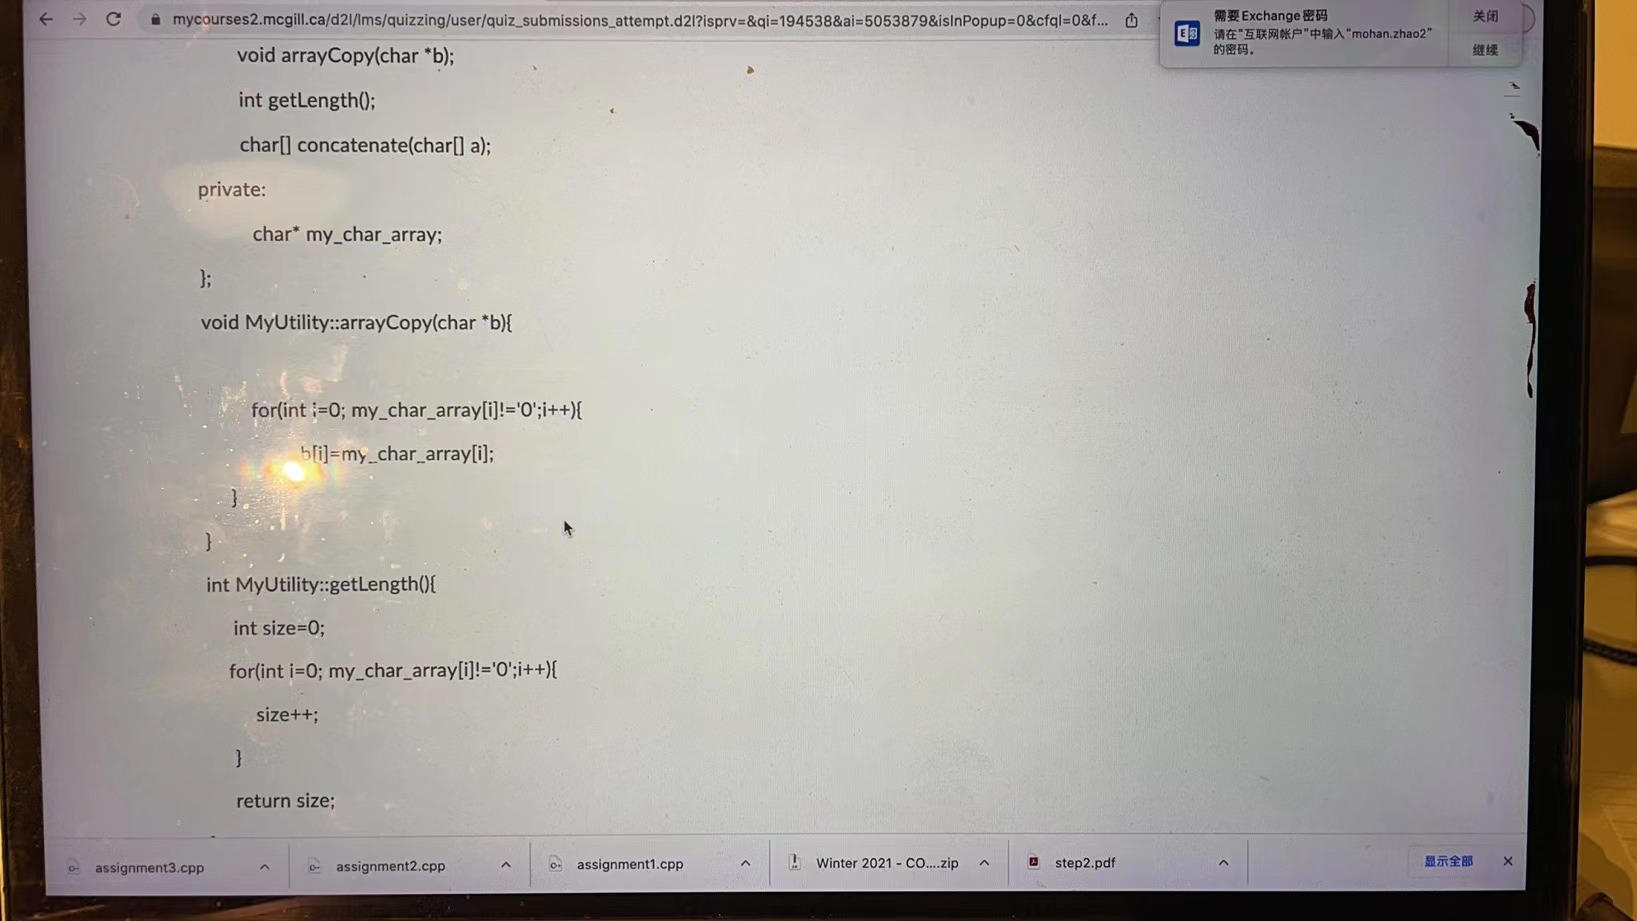 mycourses2.mcgill.ca/d2l/lms/quizzing/user/quiz_submissions_attempt.d2l?isprv=&qi=194538&ai=5053879&isInPopup=0&cfql=0&f...
需要 Exchange 密码
请在“互联网帐户”中输入“mohan.zhao2”
的密码。
关闭
继续
void arrayCopy(char *b);
int getLength();
char[] concatenate(char[] a);
private:
char* my_char_array;
};
void MyUtility::arrayCopy(char *b){
for(int i=0; my_char_array[i]!='0';i++){
b[i]=my_char_array[i];
}
}
int MyUtility::getLength(){
int size=0;
for(int i=0; my_char_array[i]!='0';i++){
size++;
}
return size;
assignment3.cpp
assignment2.cpp
assignment1.cpp
Winter 2021 - CO....zip
step2.pdf
显示全部